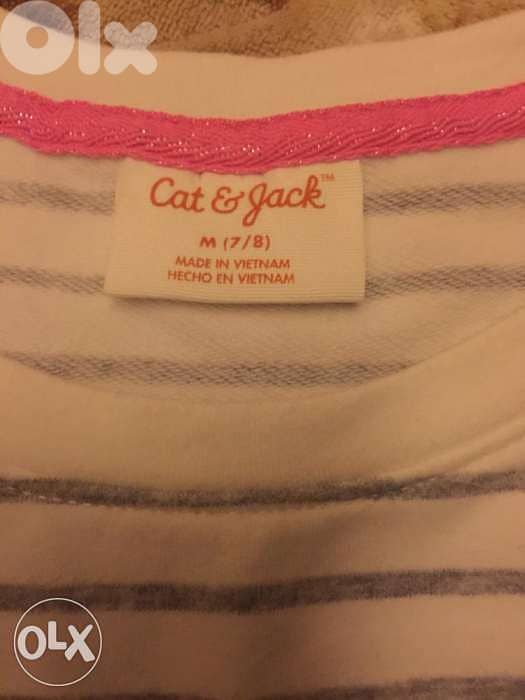 OLX
Cat & Jack™
M (7/8)
MADE IN VIETNAM
HECHO EN VIETNAM
OLX